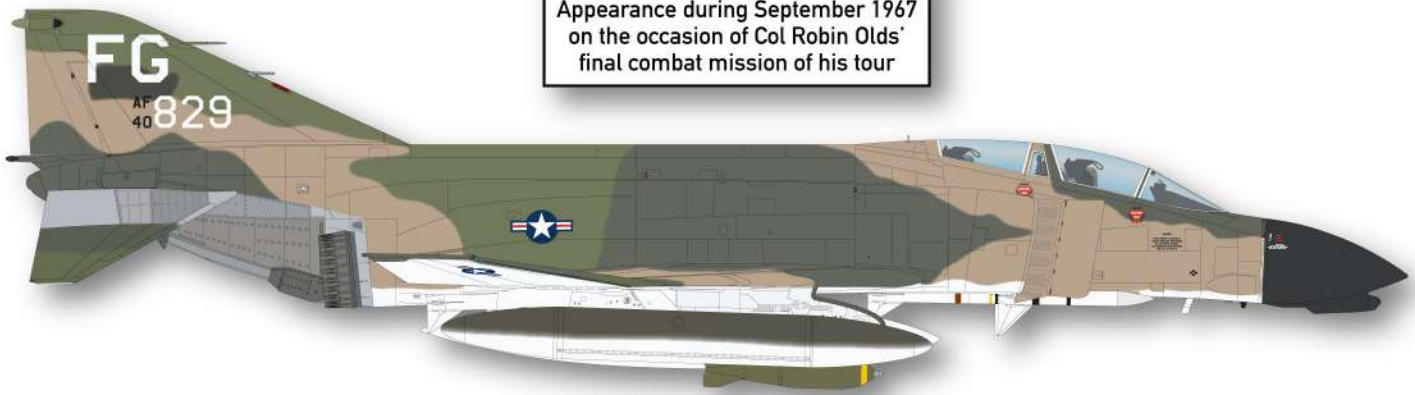 Appearance during September 1967
on the occasion of Col Robin Olds'
final combat mission of his tour
FG
AF
40 829